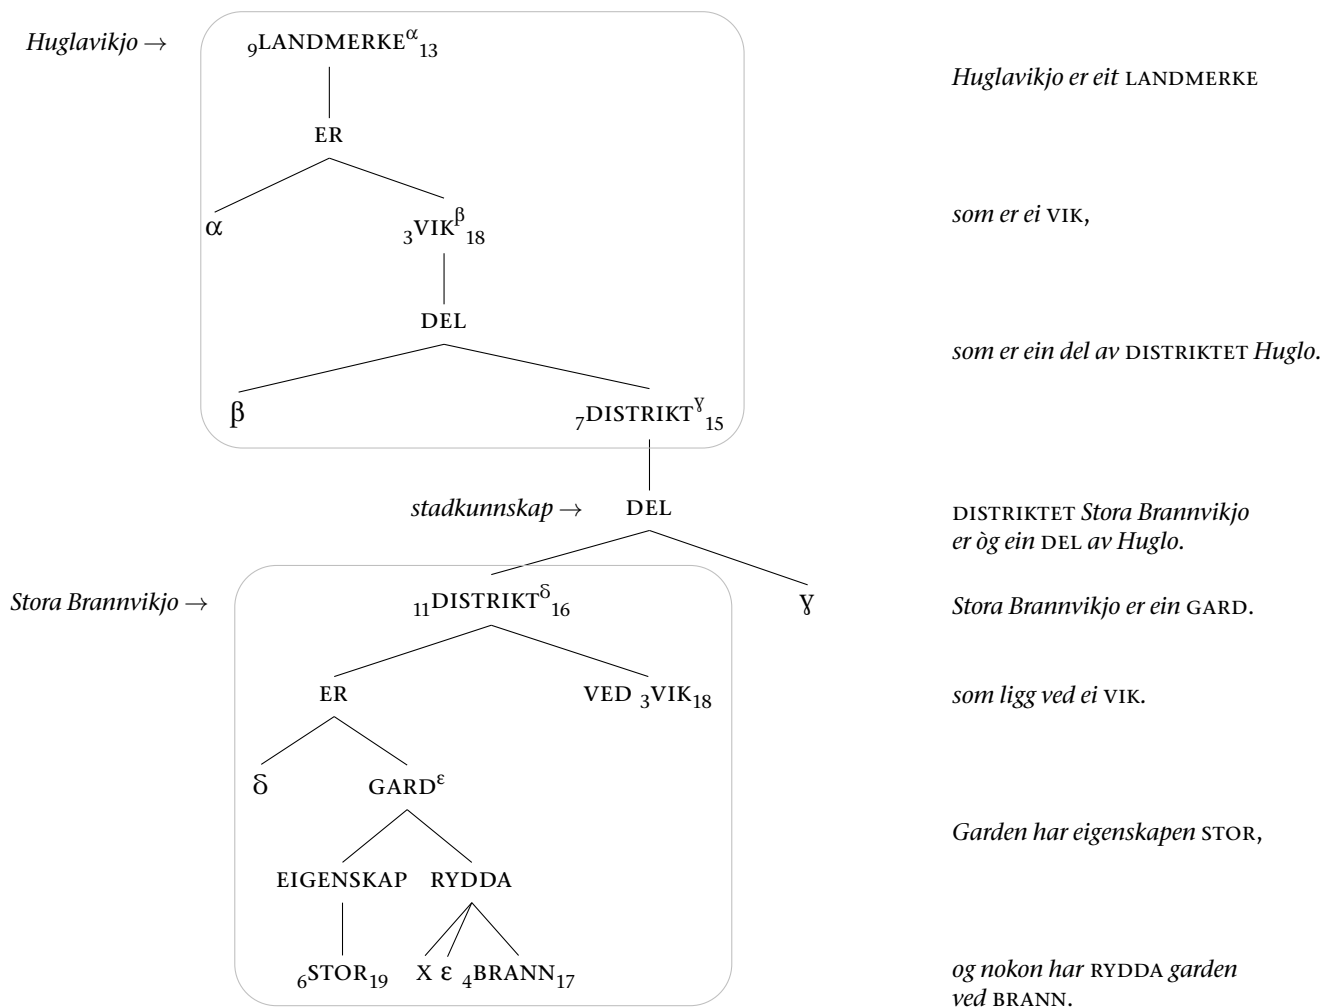 Huglavikjo → ₉LANDMERKEᵅ₁₃
Huglavikjo er eit LANDMERKE
ER
α ₃VIKᵝ₁₈ som er ei VIK,
DEL
som er ein del av DISTRIKTET Huglo.
β ₇DISTRIKTˠ₁₅
stadkunnskap → DEL DISTRIKTET Stora Brannvikjo
er òg ein DEL av Huglo.
Stora Brannvikjo → ₁₁DISTRIKTᵟ₁₆ ɣ Stora Brannvikjo er ein GARD.
ER VED ₃VIK₁₈ som ligg ved ei VIK.
δ GARDᵋ
Garden har eigenskapen STOR,
EIGENSKAP RYDDA
₆STOR₁₉ X ε ₄BRANN₁₇ og nokon har RYDDA garden
ved BRANN.